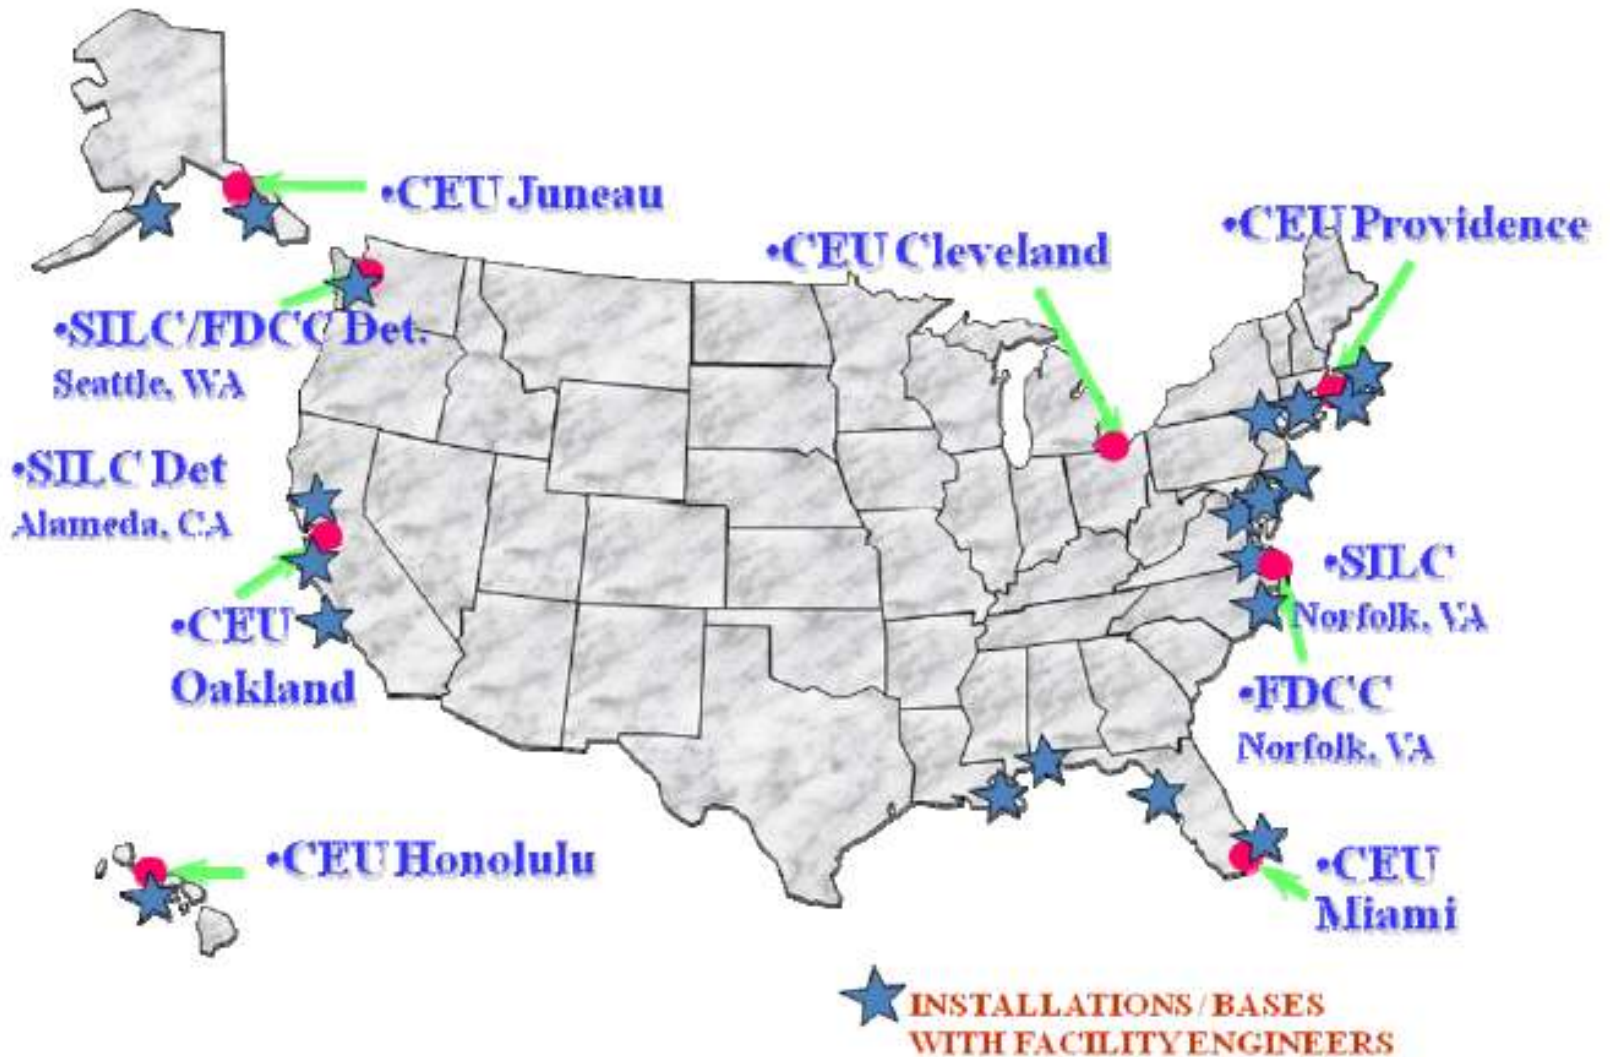 •CEU Juneau
•CEU Cleveland
•CEU Providence
•SILC/FDCC Det.
Seattle, WA
•SILC Det
Alameda, CA
•CEU
Oakland
•SILC
Norfolk, VA
•FDCC
Norfolk, VA
•CEU Honolulu
•CEU
Miami
INSTALLATIONS / BASES
WITH FACILITY ENGINEERS